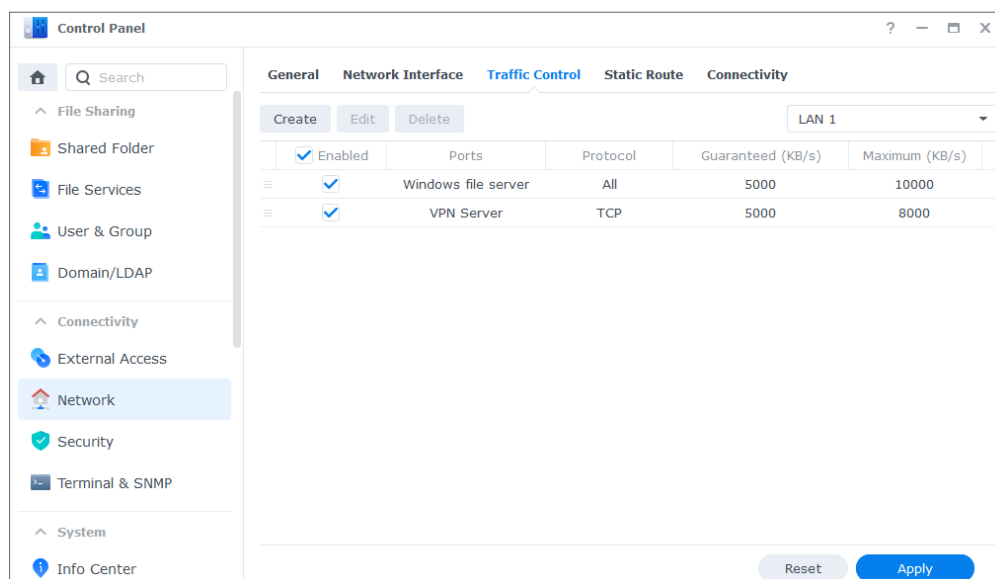 Control Panel
?
Search
General Network Interface Traffic Control Static Route Connectivity
File Sharing
Create Edit Delete LAN 1
Shared Folder
Enabled Ports Protocol Guaranteed (KB/s) Maximum (KB/s)
File Services
Windows file server All 5000 10000
VPN Server TCP 5000 8000
User & Group
Domain/LDAP
Connectivity
External Access
Network
Security
Terminal & SNMP
System
Info Center
Reset Apply